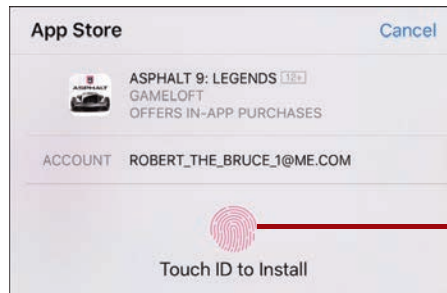 App Store Cancel
ASPHALT
ASPHALT 9: LEGENDS 12+
GAMELOFT
OFFERS IN-APP PURCHASES
ACCOUNT ROBERT_THE_BRUCE_1@ME.COM
Touch ID to Install